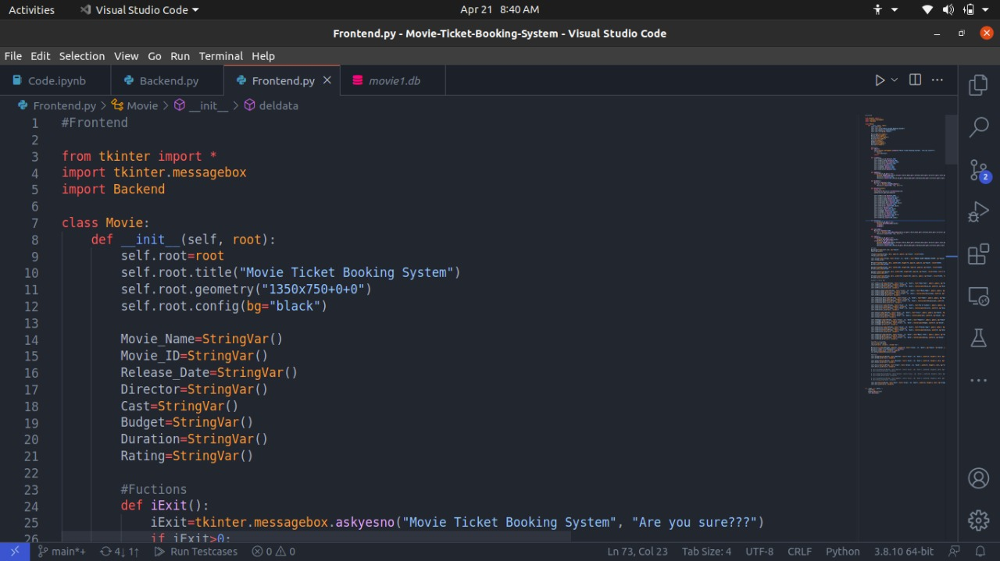 Activities Visual Studio Code Apr 21 8:40 AM
Frontend.py - Movie-Ticket-Booking-System - Visual Studio Code
File Edit Selection View Go Run Terminal Help
Code.ipynb Backend.py Frontend.py movie1.db
Frontend.py > Movie > __init__ > deldata
1 #Frontend
2
3 from tkinter import *
4 import tkinter.messagebox
5 import Backend
6
7 class Movie:
8 def __init__(self, root):
9 self.root=root
10 self.root.title("Movie Ticket Booking System")
11 self.root.geometry("1350x750+0+0")
12 self.root.config(bg="black")
13
14 Movie_Name=StringVar()
15 Movie_ID=StringVar()
16 Release_Date=StringVar()
17 Director=StringVar()
18 Cast=StringVar()
19 Budget=StringVar()
20 Duration=StringVar()
21 Rating=StringVar()
22
23 #Fuctions
24 def iExit():
25 iExit=tkinter.messagebox.askyesno("Movie Ticket Booking System", "Are you sure???")
26 if iExit>0:
2
main*+ 4↓ 1↑ Run Testcases 0 0 Ln 73, Col 23 Tab Size: 4 UTF-8 CRLF Python 3.8.10 64-bit